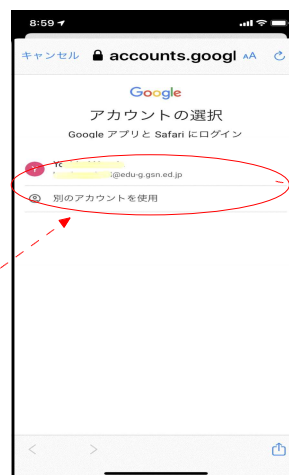 8:59
キャンセル accounts.googl AA
Google
アカウントの選択
Google アプリと Safari にログイン
@edu-g.gsn.ed.jp
別のアカウントを使用